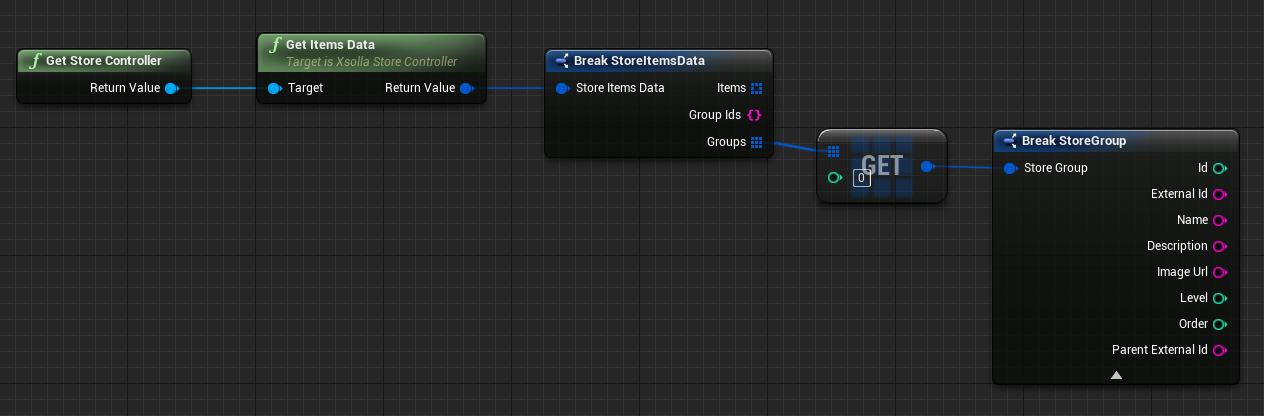 Get Store Controller
Return Value
Get Items Data
Target is Xsolla Store Controller
Target Return Value
Break StoreItemsData
Store Items Data Items
Group Ids
Groups
GET
0
Break StoreGroup
Store Group Id
External Id
Name
Description
Image Url
Level
Order
Parent External Id